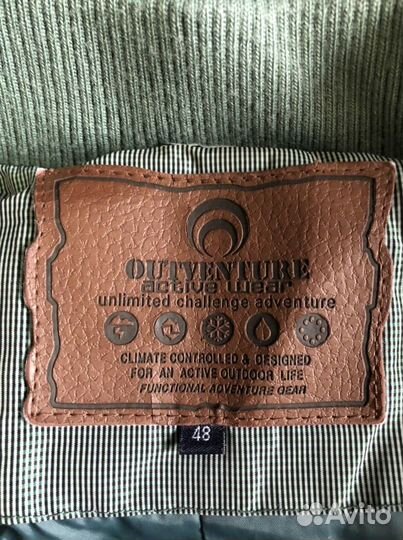 OUTVENTURE
active wear
unlimited challenge adventure
CLIMATE CONTROLLED & DESIGNED
FOR AN ACTIVE OUTDOOR LIFE
FUNCTIONAL ADVENTURE GEAR
48
Avito